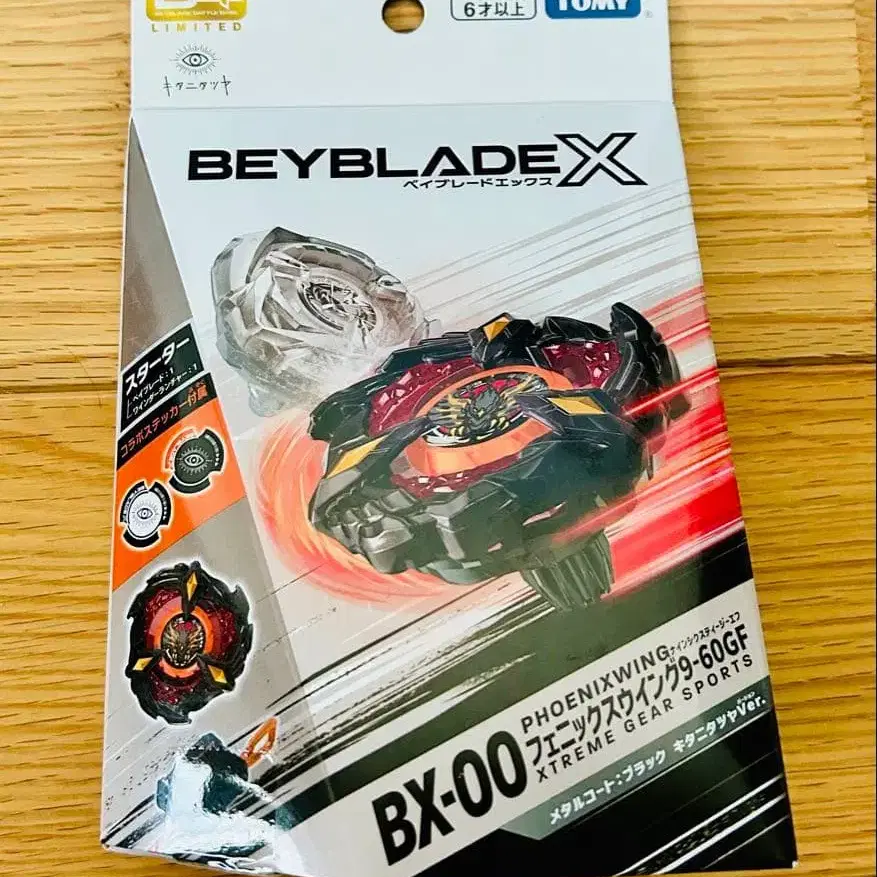 LIMITED
キタニタツヤ
6才以上
TOMY
BEYBLADE X
ベイブレードエックス
スターター
ベイブレード:1
ワインダーランチャー:1
コラボステッカー付属
BX-00
PHOENIXWING
ナインシクスティージーエフ
フェニックスウイング9-60GF
XTREME GEAR SPORTS
メタルコート:ブラック キタニタツヤVer.